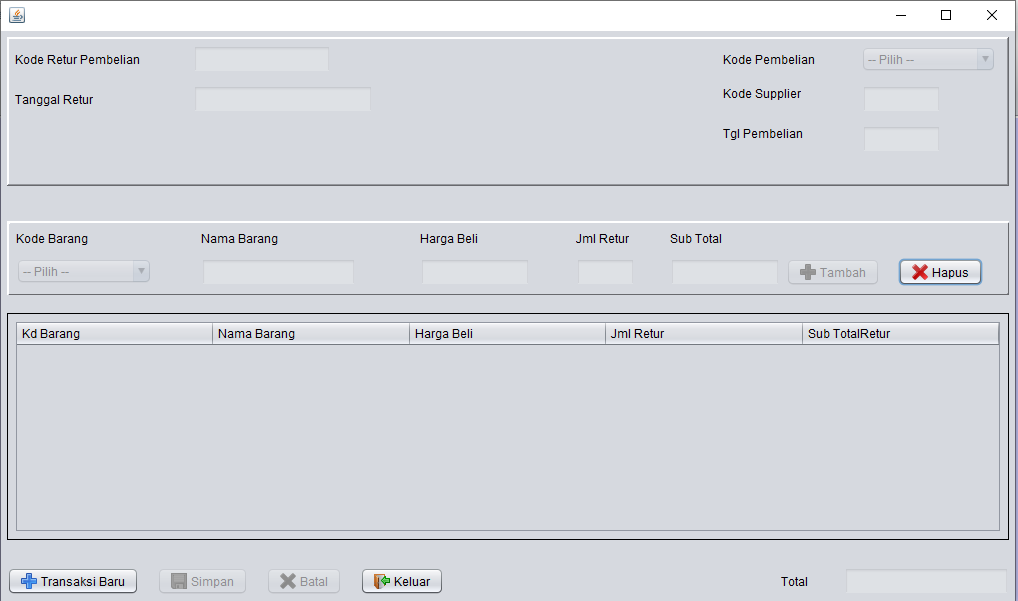 Kode Retur Pembelian
Kode Pembelian
-- Pilih --
Tanggal Retur
Kode Supplier
Tgl Pembelian
Kode Barang
Nama Barang
Harga Beli
Jml Retur
Sub Total
-- Pilih --
Tambah
Hapus
Kd Barang
Nama Barang
Harga Beli
Jml Retur
Sub TotalRetur
Transaksi Baru
Simpan
Batal
Keluar
Total